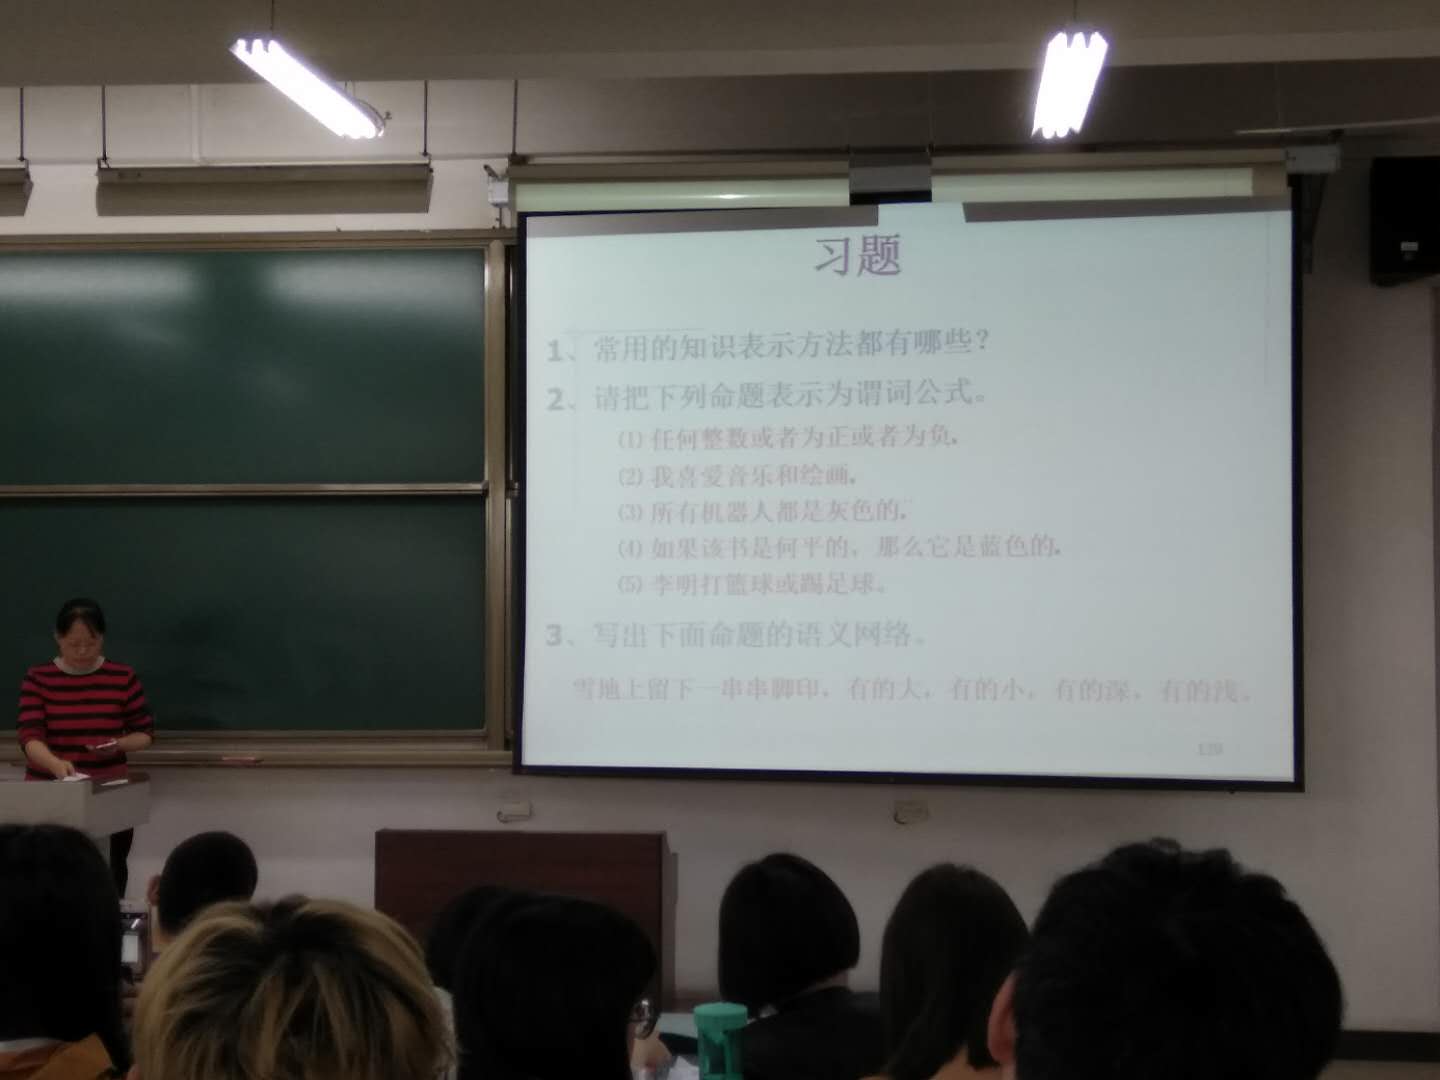 习题
1、常用的知识表示方法都有哪些?
2、请把下列命题表示为谓词公式。
(1) 任何整数或者为正或者为负.
(2) 我喜爱音乐和绘画.
(3) 所有机器人都是灰色的.
(4) 如果该书是何平的，那么它是蓝色的.
(5) 李明打篮球或踢足球。
3、写出下面命题的语义网络。
雪地上留下一串串脚印，有的大，有的小，有的深，有的浅。